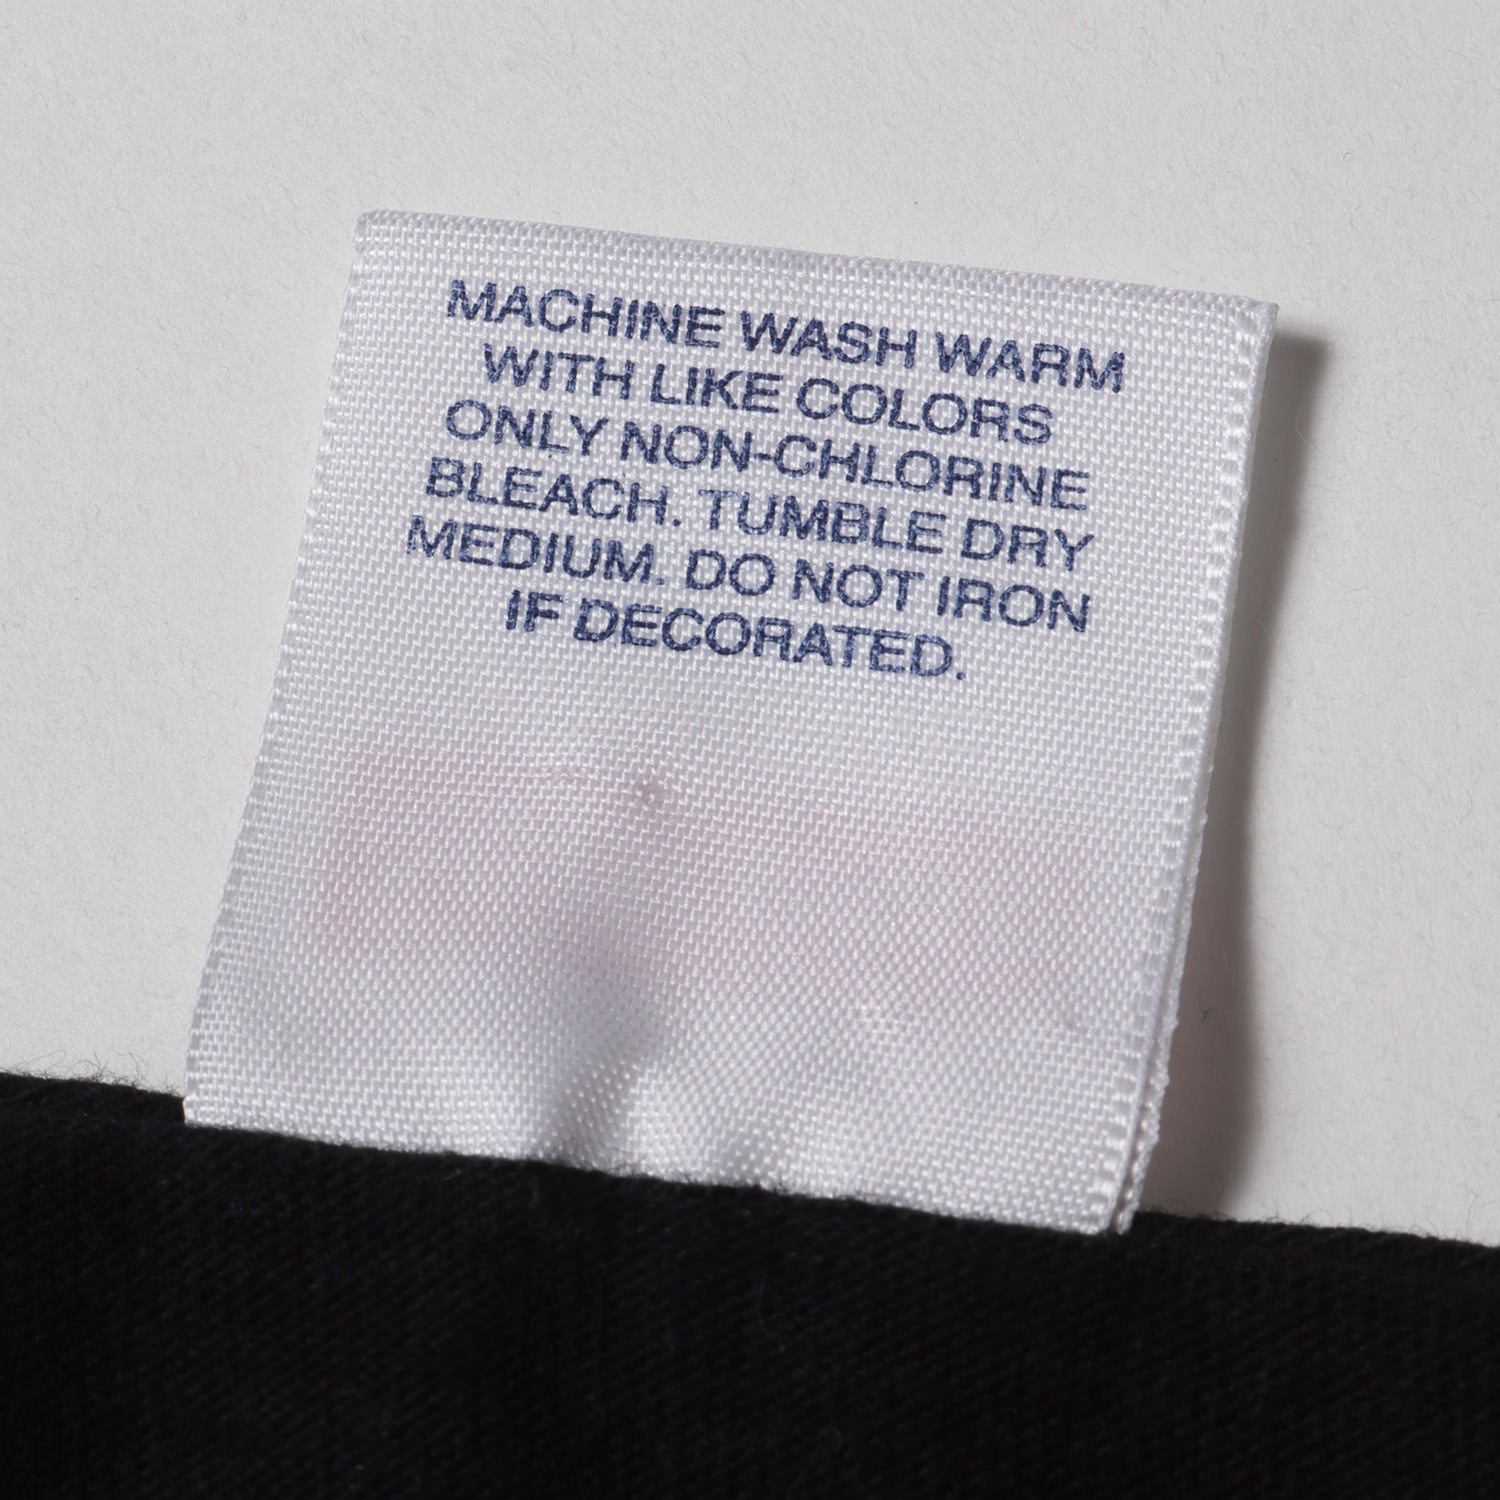 MACHINE WASH WARM
WITH LIKE COLORS
ONLY NON-CHLORINE
BLEACH. TUMBLE DRY
MEDIUM. DO NOT IRON
IF DECORATED.